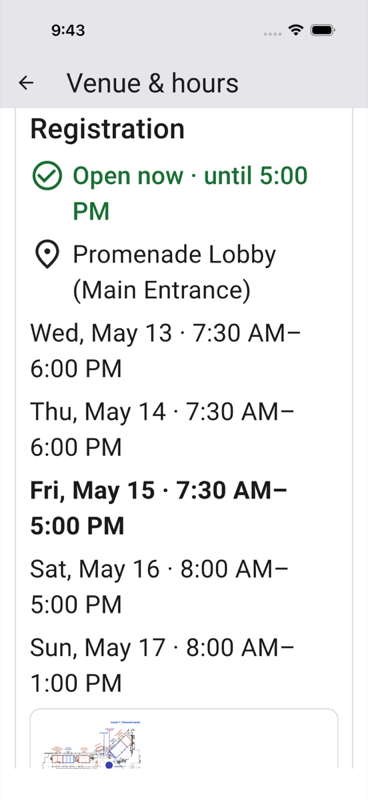 9:43
Venue & hours
Registration
Open now · until 5:00
PM
Promenade Lobby
(Main Entrance)
Wed, May 13 · 7:30 AM–
6:00 PM
Thu, May 14 · 7:30 AM–
6:00 PM
Fri, May 15 · 7:30 AM–
5:00 PM
Sat, May 16 · 8:00 AM–
5:00 PM
Sun, May 17 · 8:00 AM–
1:00 PM